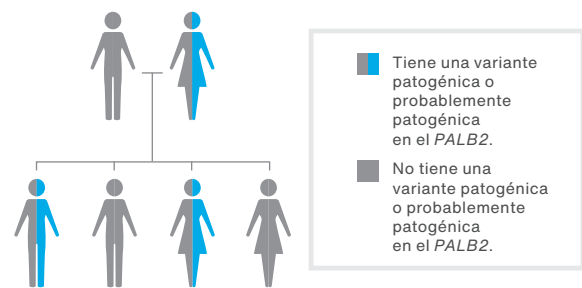 Tiene una variante
patogénica o
probablemente
patogénica
en el PALB2.
No tiene una
variante patogénica
o probablemente
patogénica
en el PALB2.